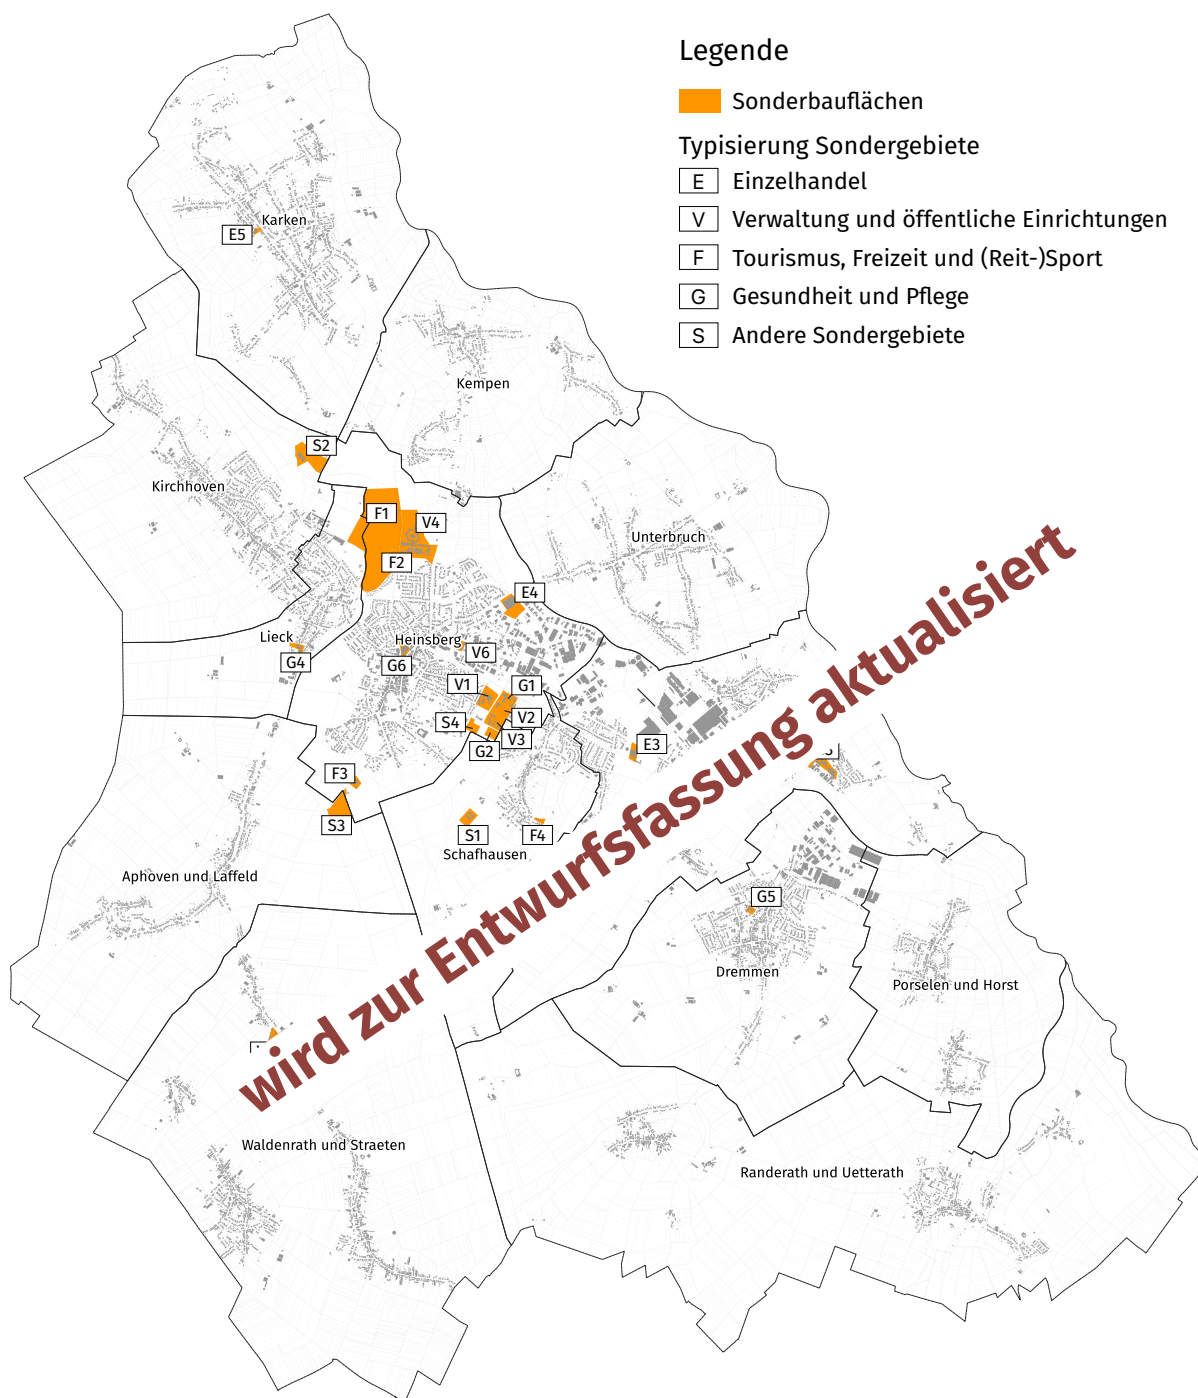 Legende
Sonderbauflächen
Typisierung Sondergebiete
E Einzelhandel
V Verwaltung und öffentliche Einrichtungen
F Tourismus, Freizeit und (Reit-)Sport
G Gesundheit und Pflege
S Andere Sondergebiete
Karken
E5
Kempen
S2
Kirchhoven
F1
V4
Unterbruch
F2
E4
Lieck
Heinsberg
G4
G6
V6
V1
G1
S4
V2
V3
G2
E3
F3
S3
S1
F4
Schafhausen
Aphoven und Laffeld
G5
Dremmen
Porselen und Horst
wird zur Entwurfsfassung aktualisiert
Waldenrath und Straeten
Randerath und Uetterath